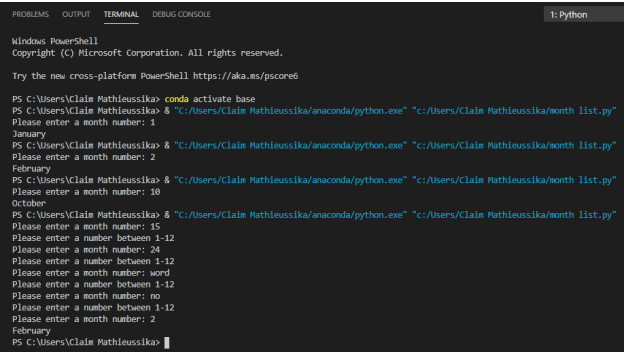 PROBLEMS OUTPUT TERMINAL DEBUG CONSOLE 1: Python
Windows PowerShell
Copyright (C) Microsoft Corporation. All rights reserved.
Try the new cross-platform PowerShell https://aka.ms/pscore6
PS C:\Users\Claim Mathieussika> conda activate base
PS C:\Users\Claim Mathieussika> & "C:/Users/Claim Mathieussika/anaconda/python.exe" "c:/Users/Claim Mathieussika/month list.py"
Please enter a month number: 1
January
PS C:\Users\Claim Mathieussika> & "C:/Users/Claim Mathieussika/anaconda/python.exe" "c:/Users/Claim Mathieussika/month list.py"
Please enter a month number: 2
February
PS C:\Users\Claim Mathieussika> & "C:/Users/Claim Mathieussika/anaconda/python.exe" "c:/Users/Claim Mathieussika/month list.py"
Please enter a month number: 10
October
PS C:\Users\Claim Mathieussika> & "C:/Users/Claim Mathieussika/anaconda/python.exe" "c:/Users/Claim Mathieussika/month list.py"
Please enter a month number: 15
Please enter a number between 1-12
Please enter a month number: 24
Please enter a number between 1-12
Please enter a month number: word
Please enter a number between 1-12
Please enter a month number: no
Please enter a number between 1-12
Please enter a month number: 2
February
PS C:\Users\Claim Mathieussika>